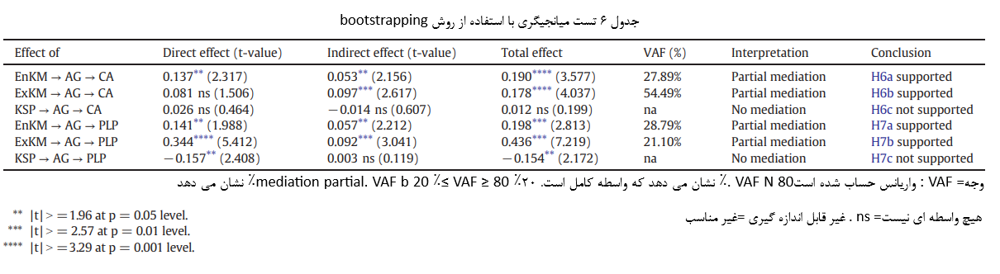 جدول ۶ تست میانجیگری با استفاده از روش bootstrapping
Effect of Direct effect (t-value) Indirect effect (t-value) Total effect VAF (%) Interpretation Conclusion
EnKM → AG → CA 0.137** (2.317) 0.053** (2.156) 0.190**** (3.577) 27.89% Partial mediation H6a supported
ExKM → AG → CA 0.081 ns (1.506) 0.097*** (2.617) 0.178**** (4.037) 54.49% Partial mediation H6b supported
KSP → AG → CA 0.026 ns (0.464) −0.014 ns (0.607) 0.012 ns (0.199) na No mediation H6c not supported
EnKM → AG → PLP 0.141** (1.988) 0.057** (2.212) 0.198*** (2.813) 28.79% Partial mediation H7a supported
ExKM → AG → PLP 0.344**** (5.412) 0.092*** (3.041) 0.436*** (7.219) 21.10% Partial mediation H7b supported
KSP → AG → PLP −0.157** (2.408) 0.003 ns (0.119) −0.154** (2.172) na No mediation H7c not supported
وجه= VAF : واریانس حساب شده است80 VAF N .٪ نشان می دهد که واسطه کامل است. ۲۰٪ VAF ≥ 80 ≥٪ mediation partial. VAF b 20٪ نشان می دهد
هیچ واسطه ای نیست= ns . غیر قابل اندازه گیری =غیر مناسب
** |t| > = 1.96 at p = 0.05 level.
*** |t| > = 2.57 at p = 0.01 level.
**** |t| > = 3.29 at p = 0.001 level.